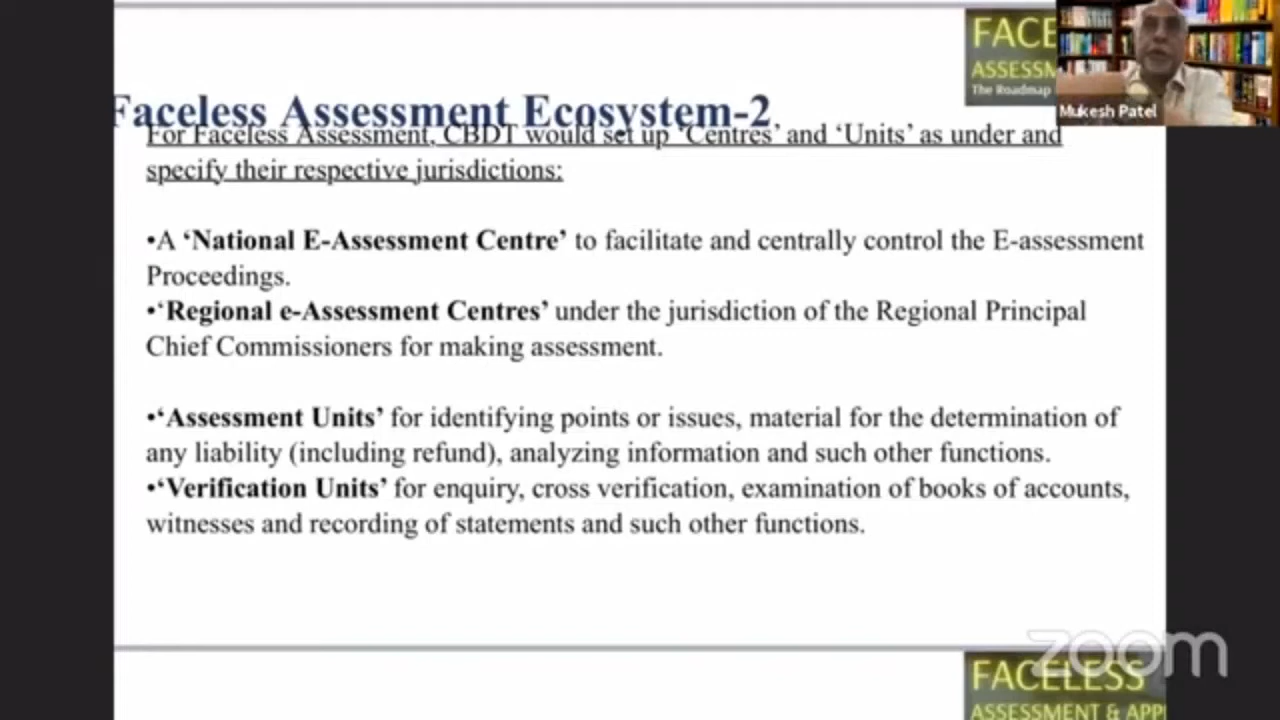 FACE
ASSESSM
The Roadmap
Mukesh Patel
Faceless Assessment Ecosystem-2
For Faceless Assessment, CBDT would set up ‘Centres’ and ‘Units’ as under and
specify their respective jurisdictions:
•A ‘National E-Assessment Centre’ to facilitate and centrally control the E-assessment
Proceedings.
•‘Regional e-Assessment Centres’ under the jurisdiction of the Regional Principal
Chief Commissioners for making assessment.
•‘Assessment Units’ for identifying points or issues, material for the determination of
any liability (including refund), analyzing information and such other functions.
•‘Verification Units’ for enquiry, cross verification, examination of books of accounts,
witnesses and recording of statements and such other functions.
zoom
FACELESS
ASSESSMENT & APP